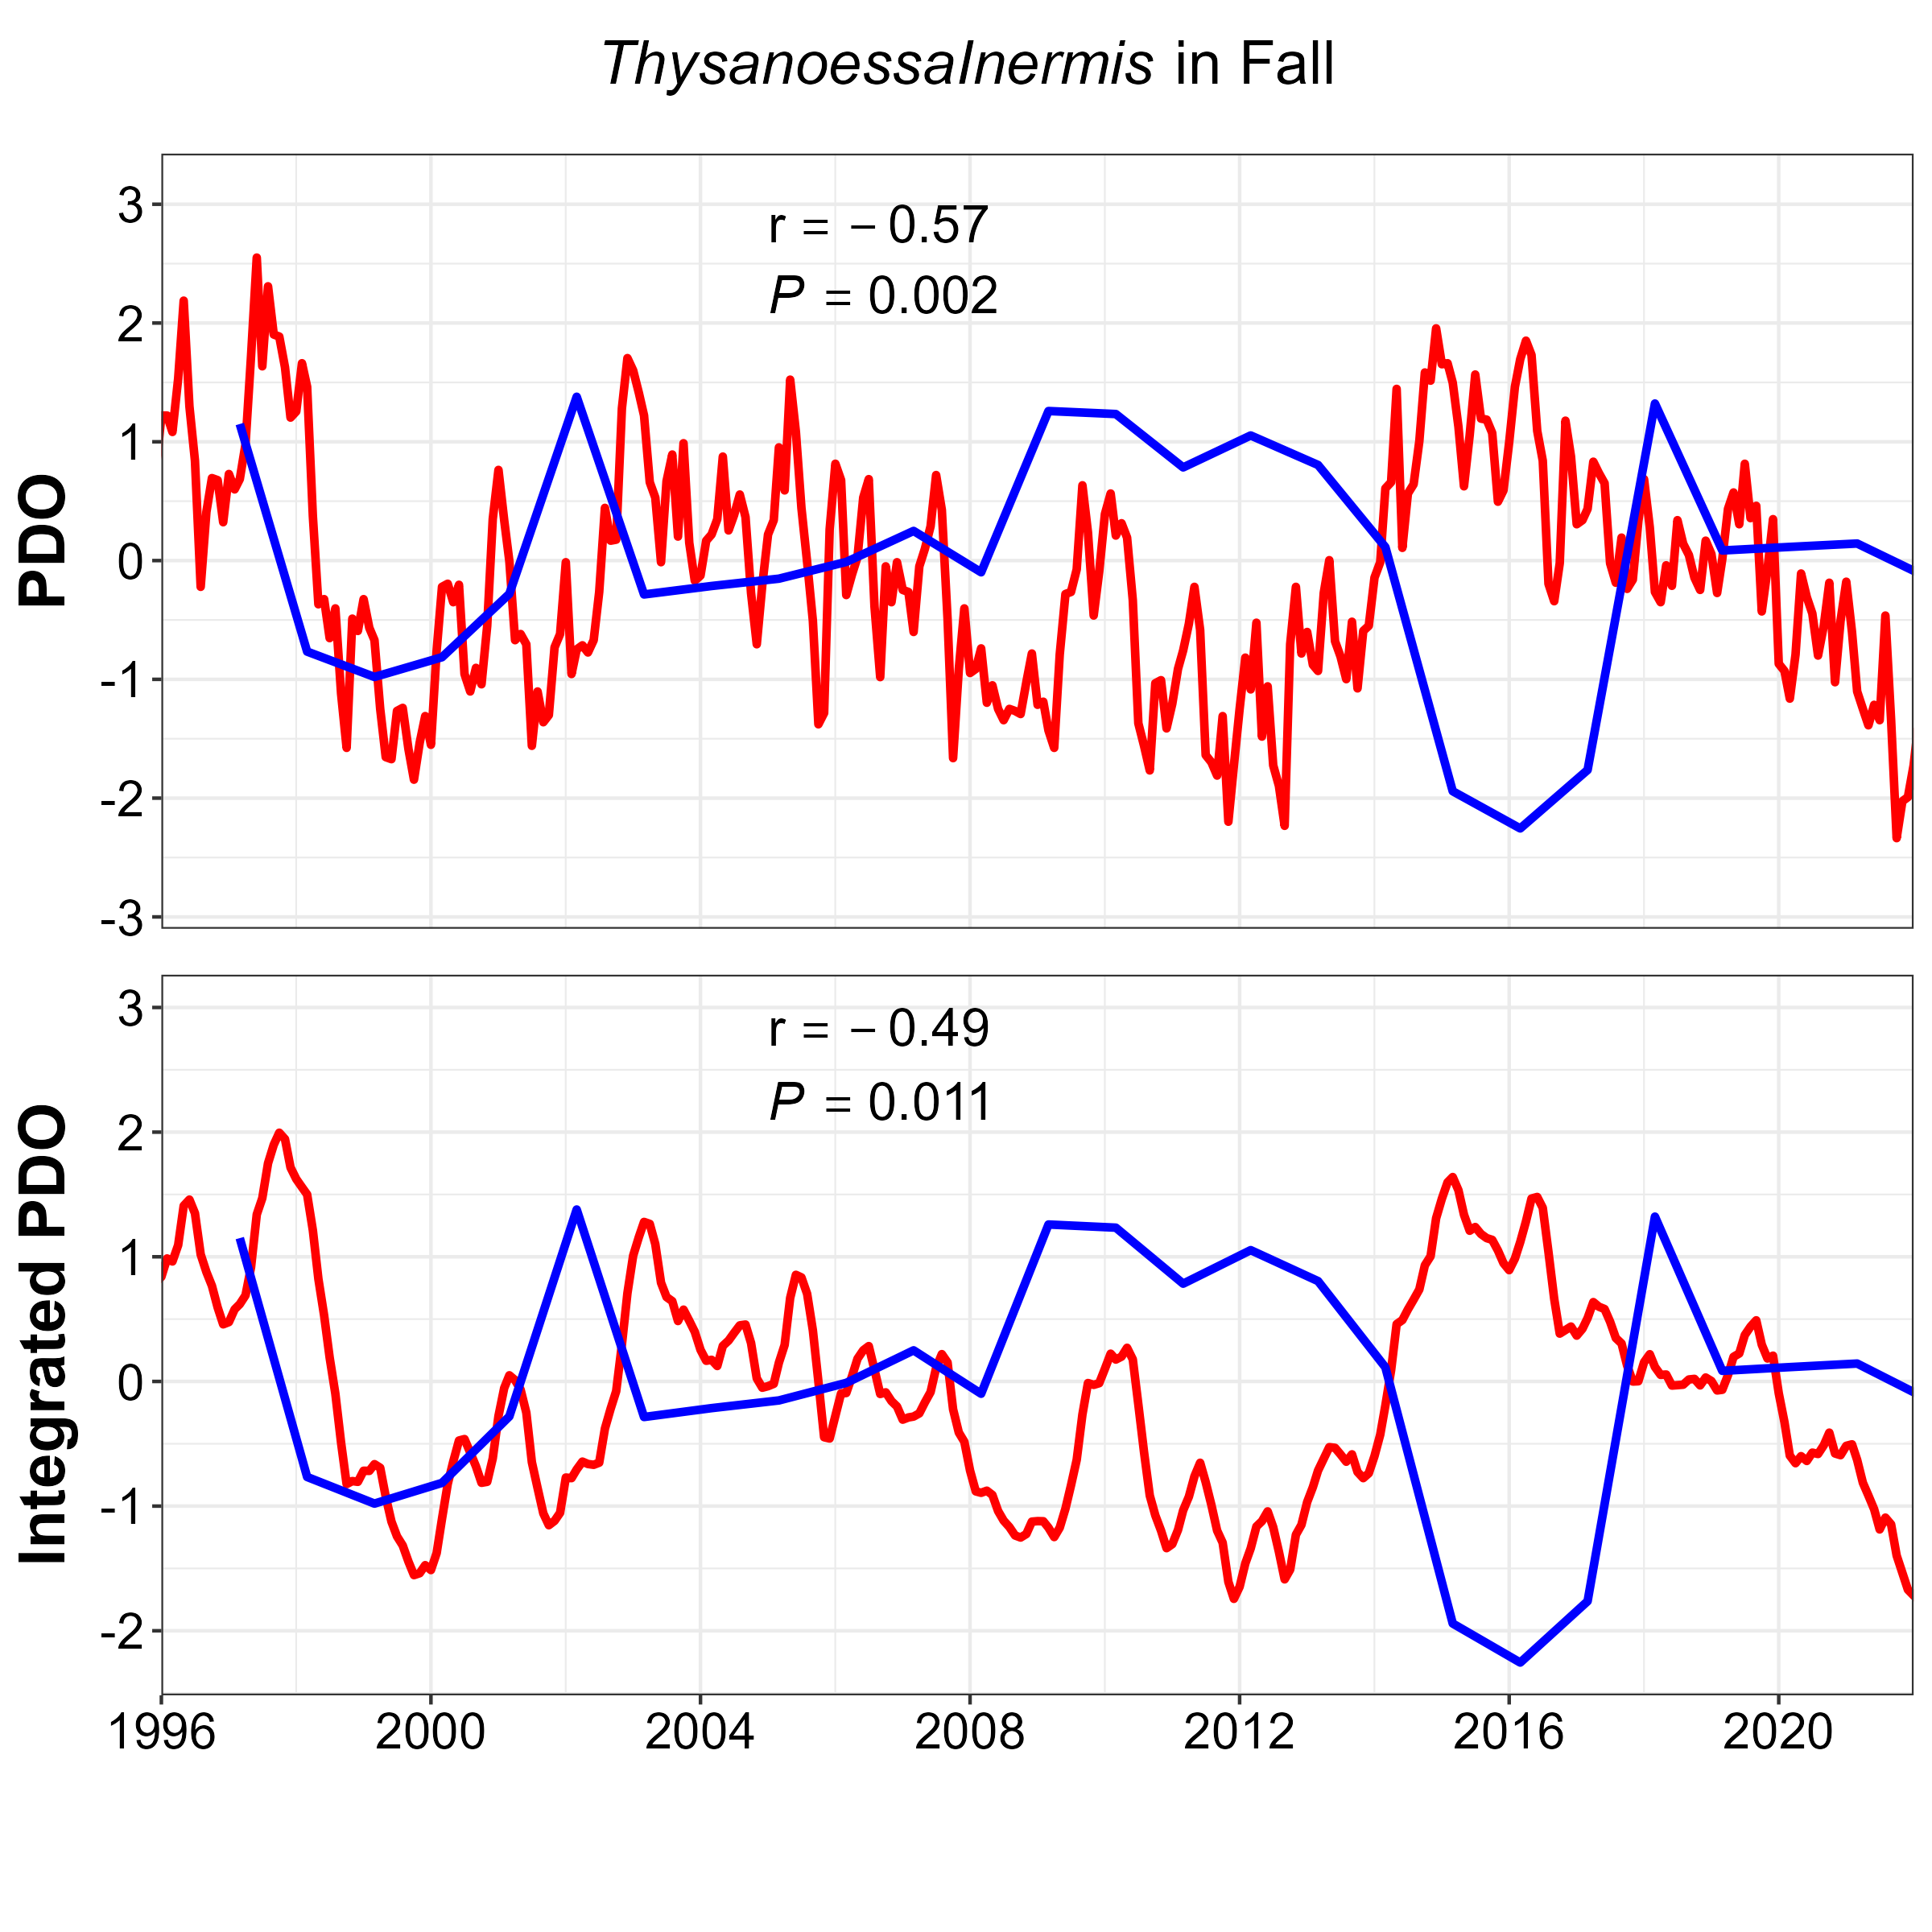 ThysanoessaInermis in Fall
PDO
3
2
1
0
-1
-2
-3
r = − 0.57
P = 0.002
Integrated PDO
3
2
1
0
-1
-2
r = − 0.49
P = 0.011
1996 2000 2004 2008 2012 2016 2020